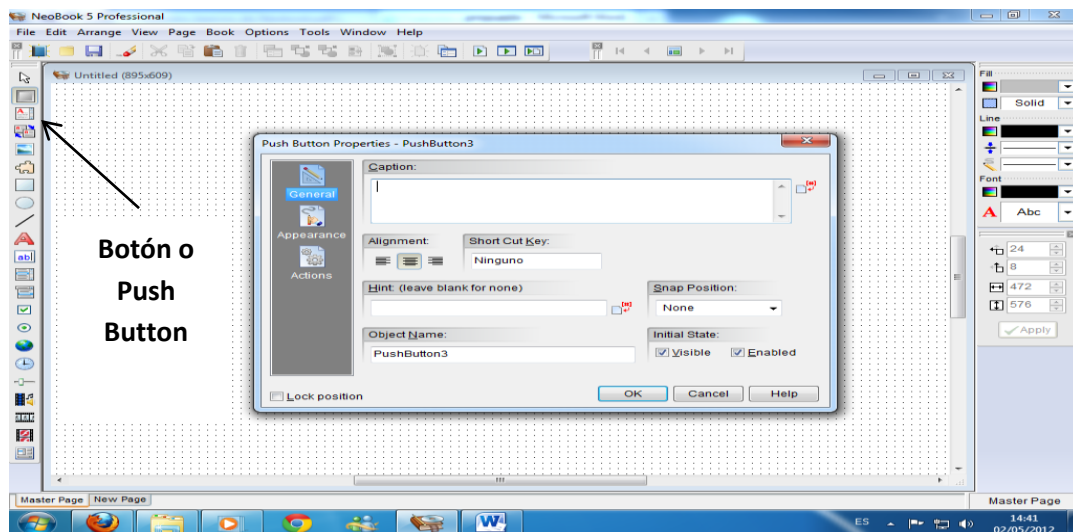 NeoBook 5 Professional
File Edit Arrange View Page Book Options Tools Window Help
Untitled (895x609)
Botón o
Push
Button
Push Button Properties - PushButton3
General
Appearance
Actions
Caption:
Alignment:
Short Cut Key:
Ninguno
Hint: (leave blank for none)
Snap Position:
None
Object Name:
PushButton3
Initial State:
Visible
Enabled
Lock position
OK
Cancel
Help
Fill
Solid
Line
Font
A Abc
24
8
472
576
Apply
Master Page
New Page
Master Page
ES
14:41
02/05/2012